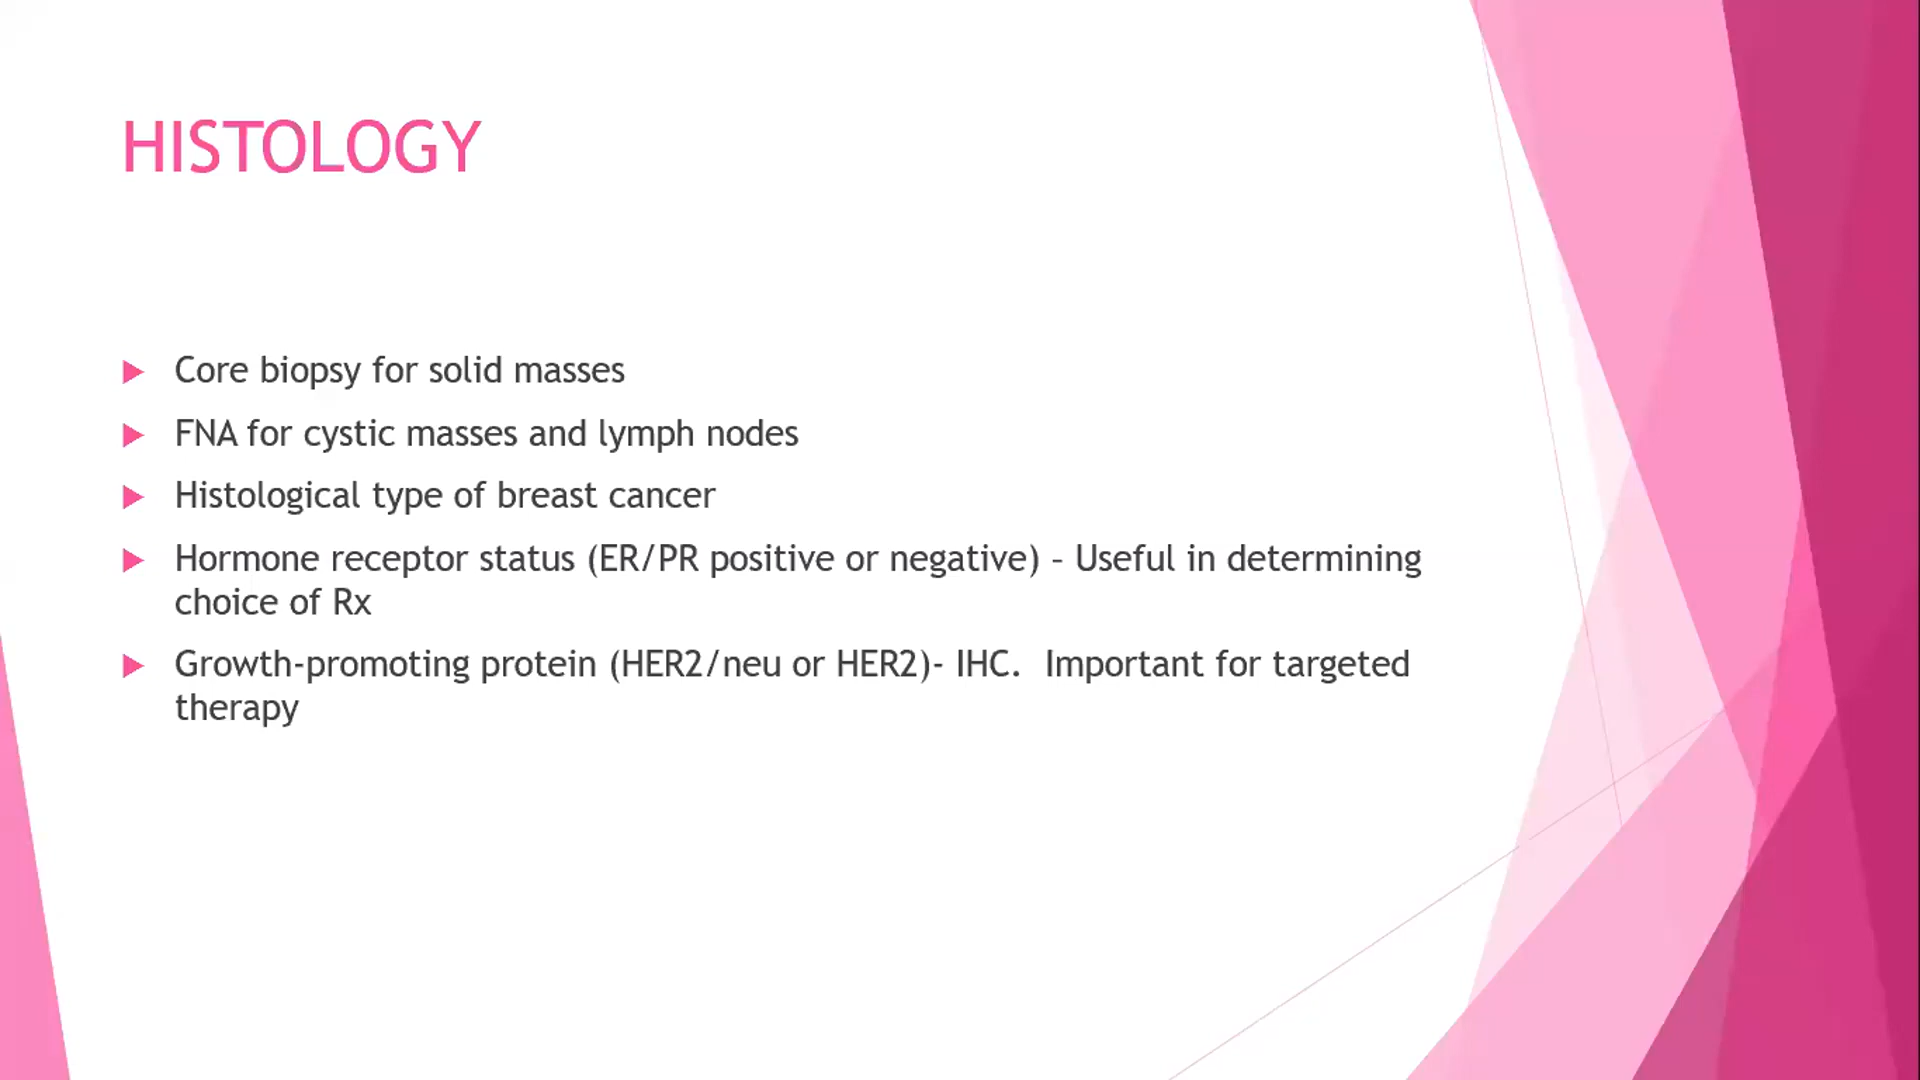 HISTOLOGY
Core biopsy for solid masses
FNA for cystic masses and lymph nodes
Histological type of breast cancer
Hormone receptor status (ER/PR positive or negative) – Useful in determining
choice of Rx
Growth-promoting protein (HER2/neu or HER2)- IHC.  Important for targeted
therapy